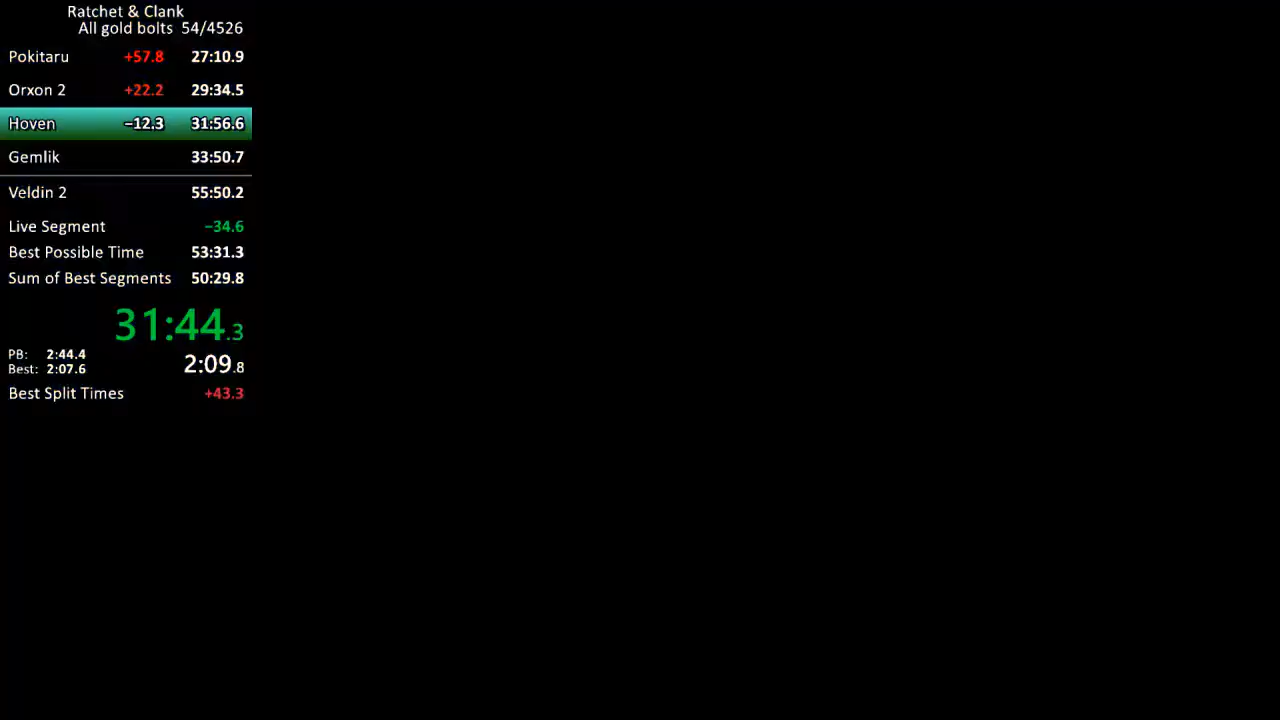 Ratchet & Clank
All gold bolts 54/4526
Pokitaru +57.8 27:10.9
Orxon 2 +22.2 29:34.5
Hoven −12.3 31:56.6
Gemlik 33:50.7
Veldin 2 55:50.2
Live Segment −34.6
Best Possible Time 53:31.3
Sum of Best Segments 50:29.8
31:44.3
PB: 2:44.4
Best: 2:07.6
2:09.8
Best Split Times +43.3